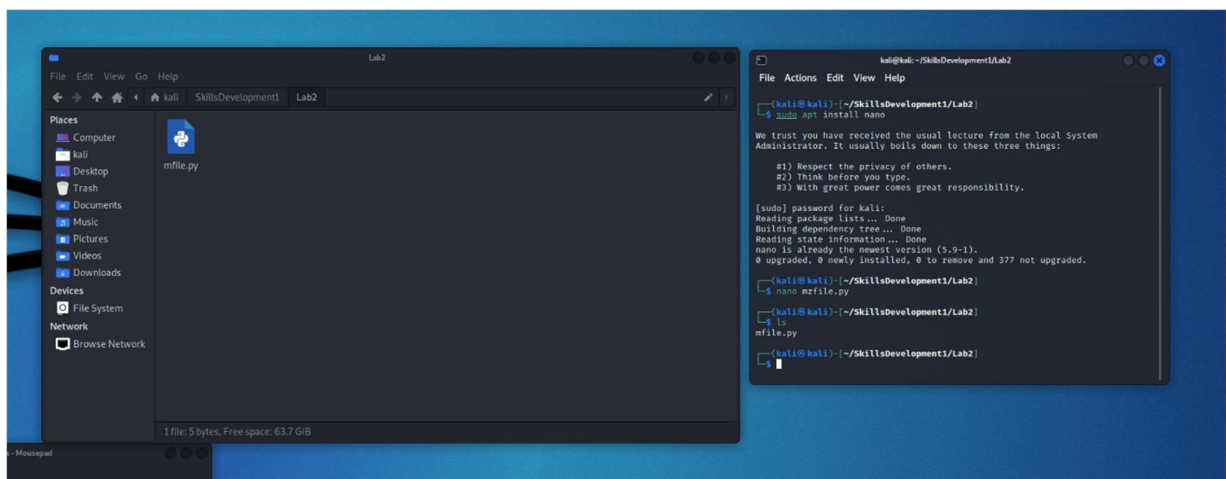 Lab2
File Edit View Go Help
kali SkillsDevelopment1 Lab2
Places
Computer
kali
Desktop
Trash
Documents
Music
Pictures
Videos
Downloads
Devices
File System
Network
Browse Network
mfile.py
1 file: 5 bytes, Free space: 63.7 GiB
s - Mousepad
kali@kali: ~/SkillsDevelopment1/Lab2
File Actions Edit View Help
(kali㉿kali)-[~/SkillsDevelopment1/Lab2]
$ sudo apt install nano
We trust you have received the usual lecture from the local System
Administrator. It usually boils down to these three things:
#1) Respect the privacy of others.
#2) Think before you type.
#3) With great power comes great responsibility.
[sudo] password for kali:
Reading package lists... Done
Building dependency tree... Done
Reading state information... Done
nano is already the newest version (5.9-1).
0 upgraded, 0 newly installed, 0 to remove and 377 not upgraded.
(kali㉿kali)-[~/SkillsDevelopment1/Lab2]
$ nano mzfile.py
(kali㉿kali)-[~/SkillsDevelopment1/Lab2]
$ ls
mfile.py
(kali㉿kali)-[~/SkillsDevelopment1/Lab2]
$